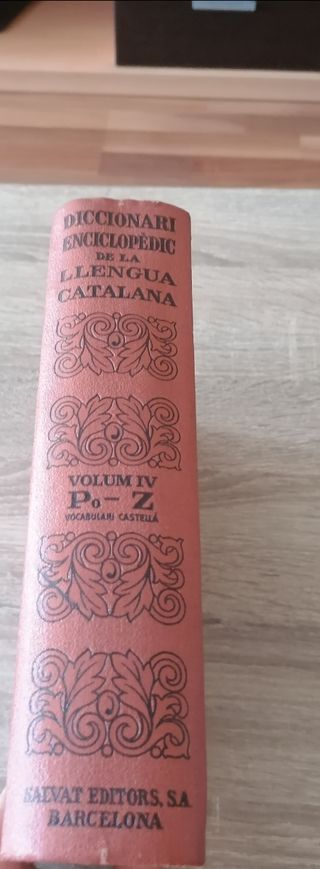 DICCIONARI
ENCICLOPÈDIC
DE LA
LLENGUA
CATALANA
VOLUM IV
Po - Z
VOCABULARI CASTELLÀ
SALVAT EDITORS, S.A.
BARCELONA